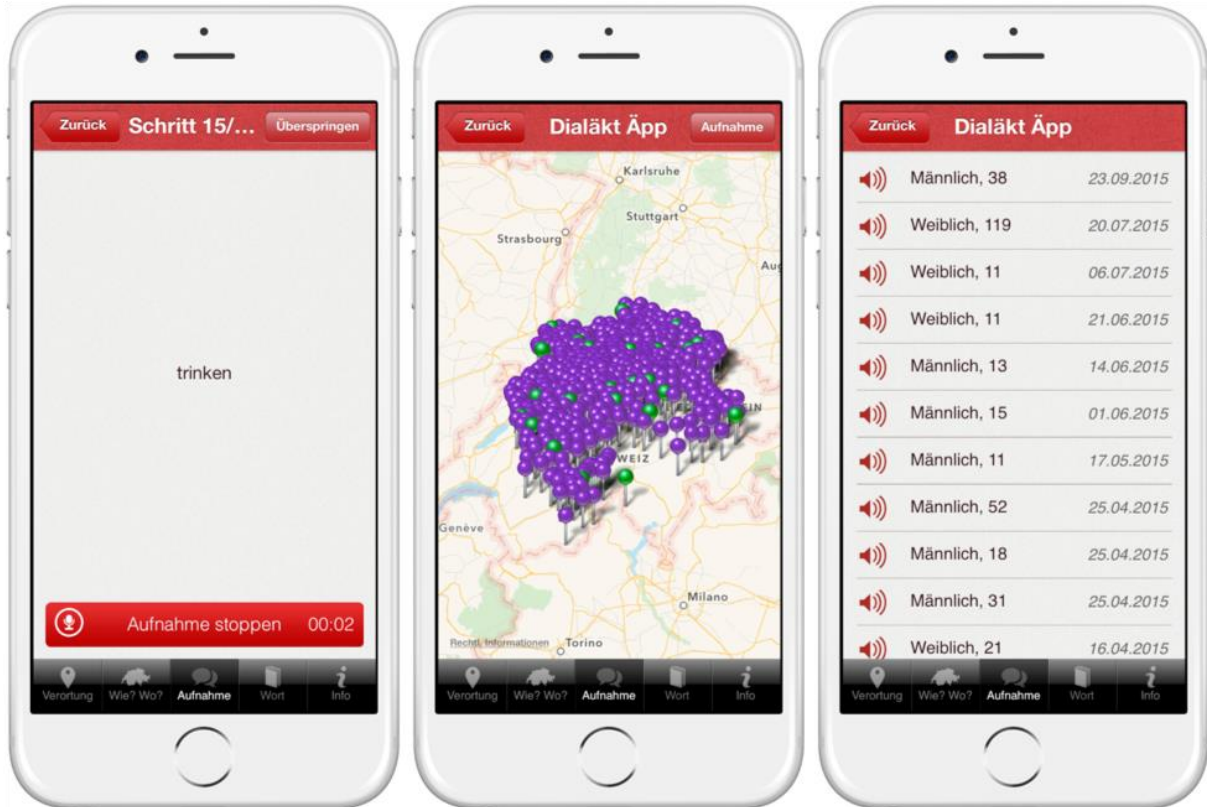 Zurück Schritt 15/... Überspringen
trinken
Aufnahme stoppen 00:02
Verortung Wie? Wo? Aufnahme Wort Info
Zurück Dialäkt Äpp Aufnahme
Karlsruhe
Stuttgart
Strasbourg
Aug
EIN
WEIZ
Genève
Milano
Rechtl. Informationen Torino
Verortung Wie? Wo? Aufnahme Wort Info
Zurück Dialäkt Äpp
Männlich, 38 23.09.2015
Weiblich, 119 20.07.2015
Weiblich, 11 06.07.2015
Weiblich, 11 21.06.2015
Männlich, 13 14.06.2015
Männlich, 15 01.06.2015
Männlich, 11 17.05.2015
Männlich, 52 25.04.2015
Männlich, 18 25.04.2015
Männlich, 31 25.04.2015
Weiblich, 21 16.04.2015
Verortung Wie? Wo? Aufnahme Wort Info